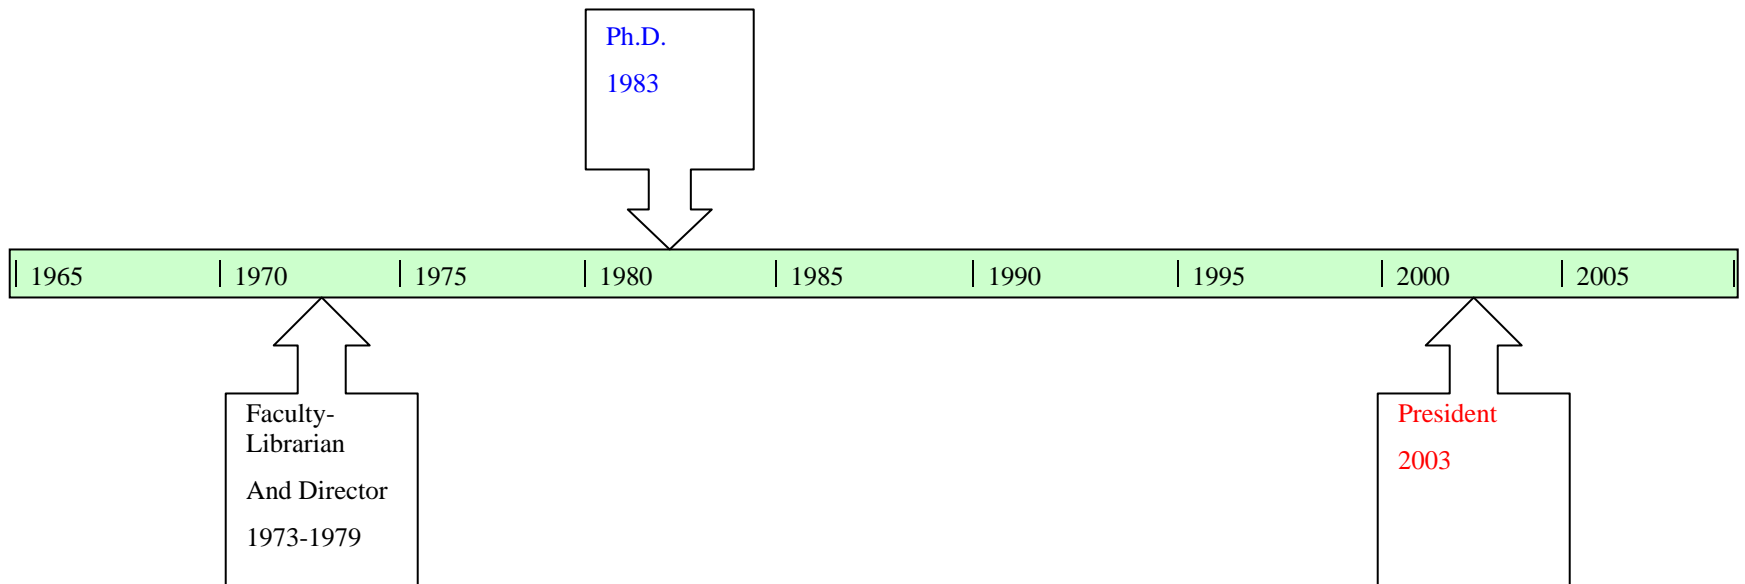 Ph.D.
1983
1965 1970 1975 1980 1985 1990 1995 2000 2005
Faculty-
Librarian
And Director
1973-1979
President
2003